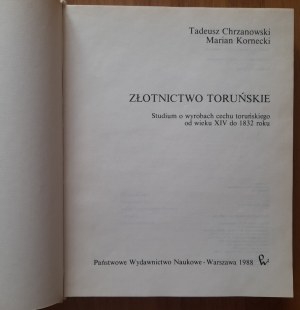 Tadeusz Chrzanowski
Marian Kornecki
ZŁOTNICTWO TORUŃSKIE
Studium o wyrobach cechu toruńskiego
od wieku XIV do 1832 roku
Państwowe Wydawnictwo Naukowe - Warszawa 1988